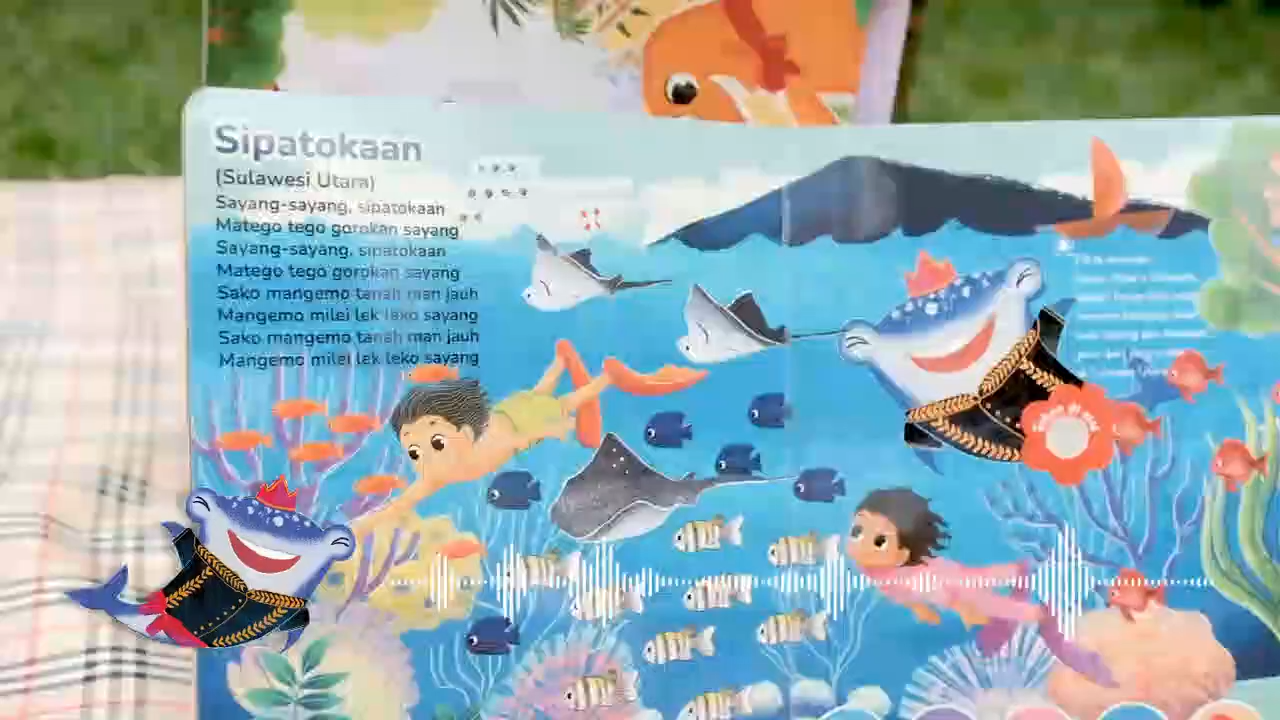 Sipatokaan
(Sulawesi Utara)
Sayang-sayang, sipatokaan
Matego tego gorokan sayang
Sayang-sayang, sipatokaan
Matego tego gorokan sayang
Sako mangemo tanah man jauh
Mangemo milei lek leko sayang
Sako mangemo tanah man jauh
Mangemo milei lek leko sayang